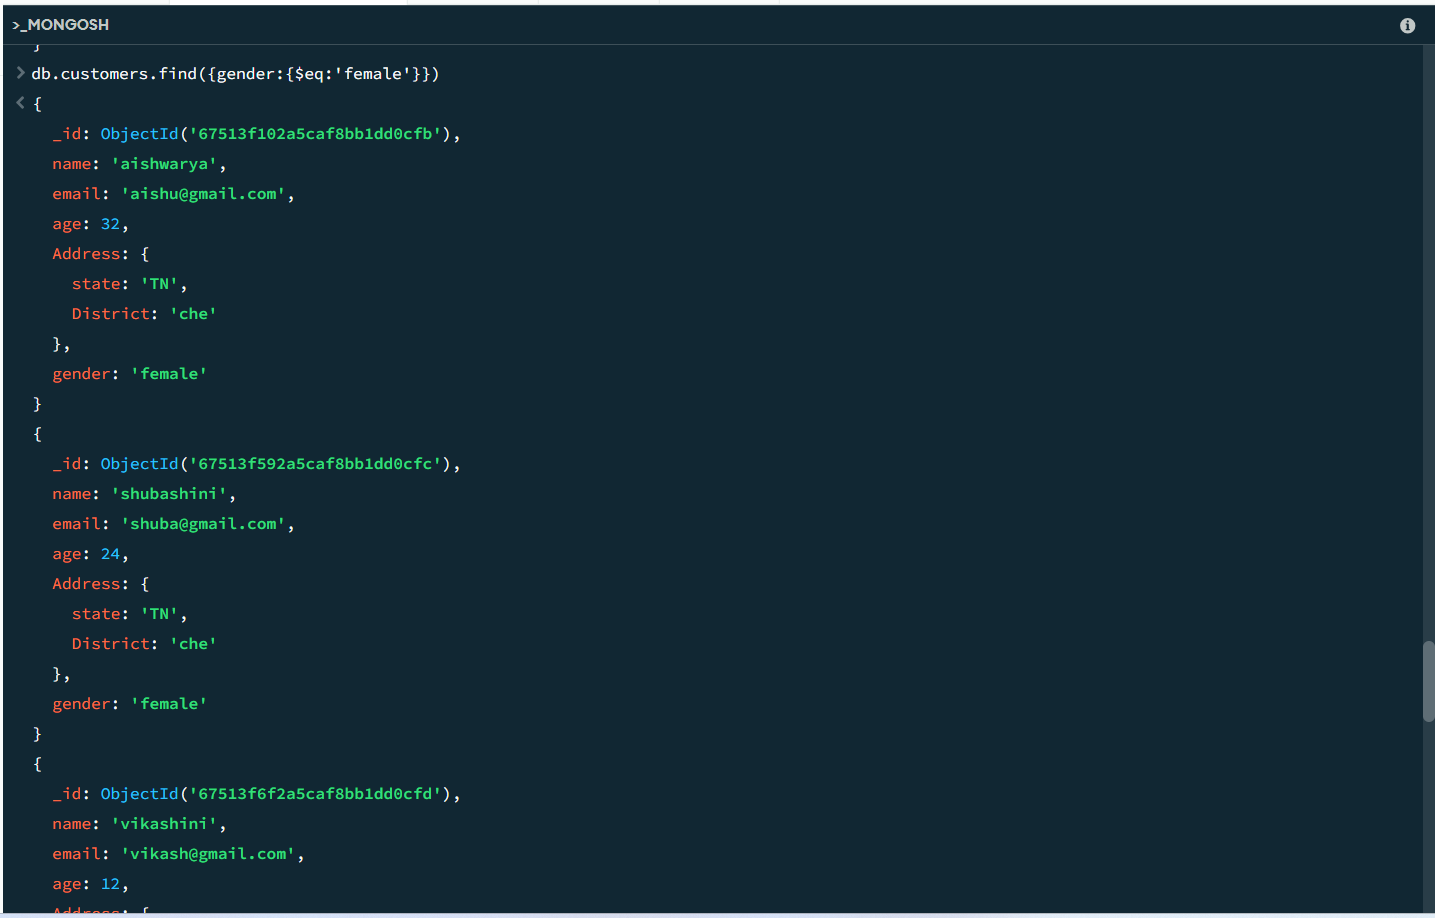 >_MONGOSH
}
> db.customers.find({gender:{$eq:'female'}})
< {
_id: ObjectId('67513f102a5caf8bb1dd0cfb'),
name: 'aishwarya',
email: 'aishu@gmail.com',
age: 32,
Address: {
state: 'TN',
District: 'che'
},
gender: 'female'
}
{
_id: ObjectId('67513f592a5caf8bb1dd0cfc'),
name: 'shubashini',
email: 'shuba@gmail.com',
age: 24,
Address: {
state: 'TN',
District: 'che'
},
gender: 'female'
}
{
_id: ObjectId('67513f6f2a5caf8bb1dd0cfd'),
name: 'vikashini',
email: 'vikash@gmail.com',
age: 12,
Address: {